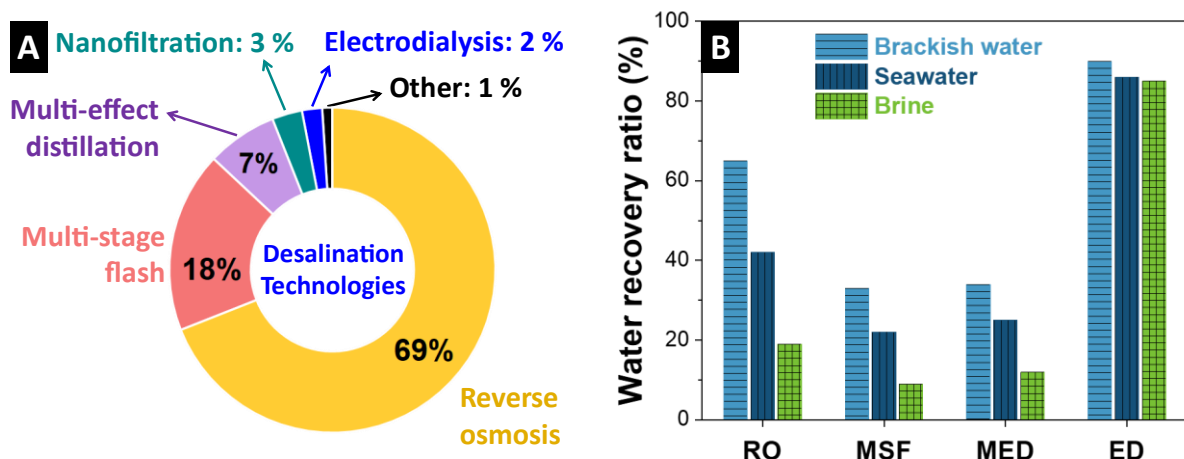 A
Nanofiltration: 3 %
Electrodialysis: 2 %
Other: 1 %
Multi-effect
distillation
7%
Multi-stage
flash
18%
Desalination
Technologies
69%
Reverse
osmosis
B
Water recovery ratio (%)
100
80
60
40
20
0
Brackish water
Seawater
Brine
RO
MSF
MED
ED